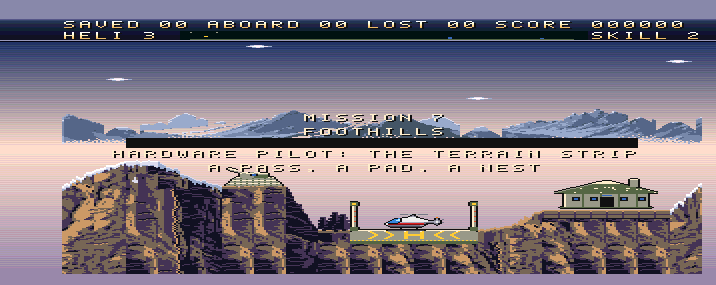 SAVED 00 ABOARD 00 LOST 00 SCORE 000000
HELI 3 SKILL 2
MISSION 7
FOOTHILLS
HARDWARE PILOT: THE TERRAIN STRIP
A PASS. A PAD. A NEST
H